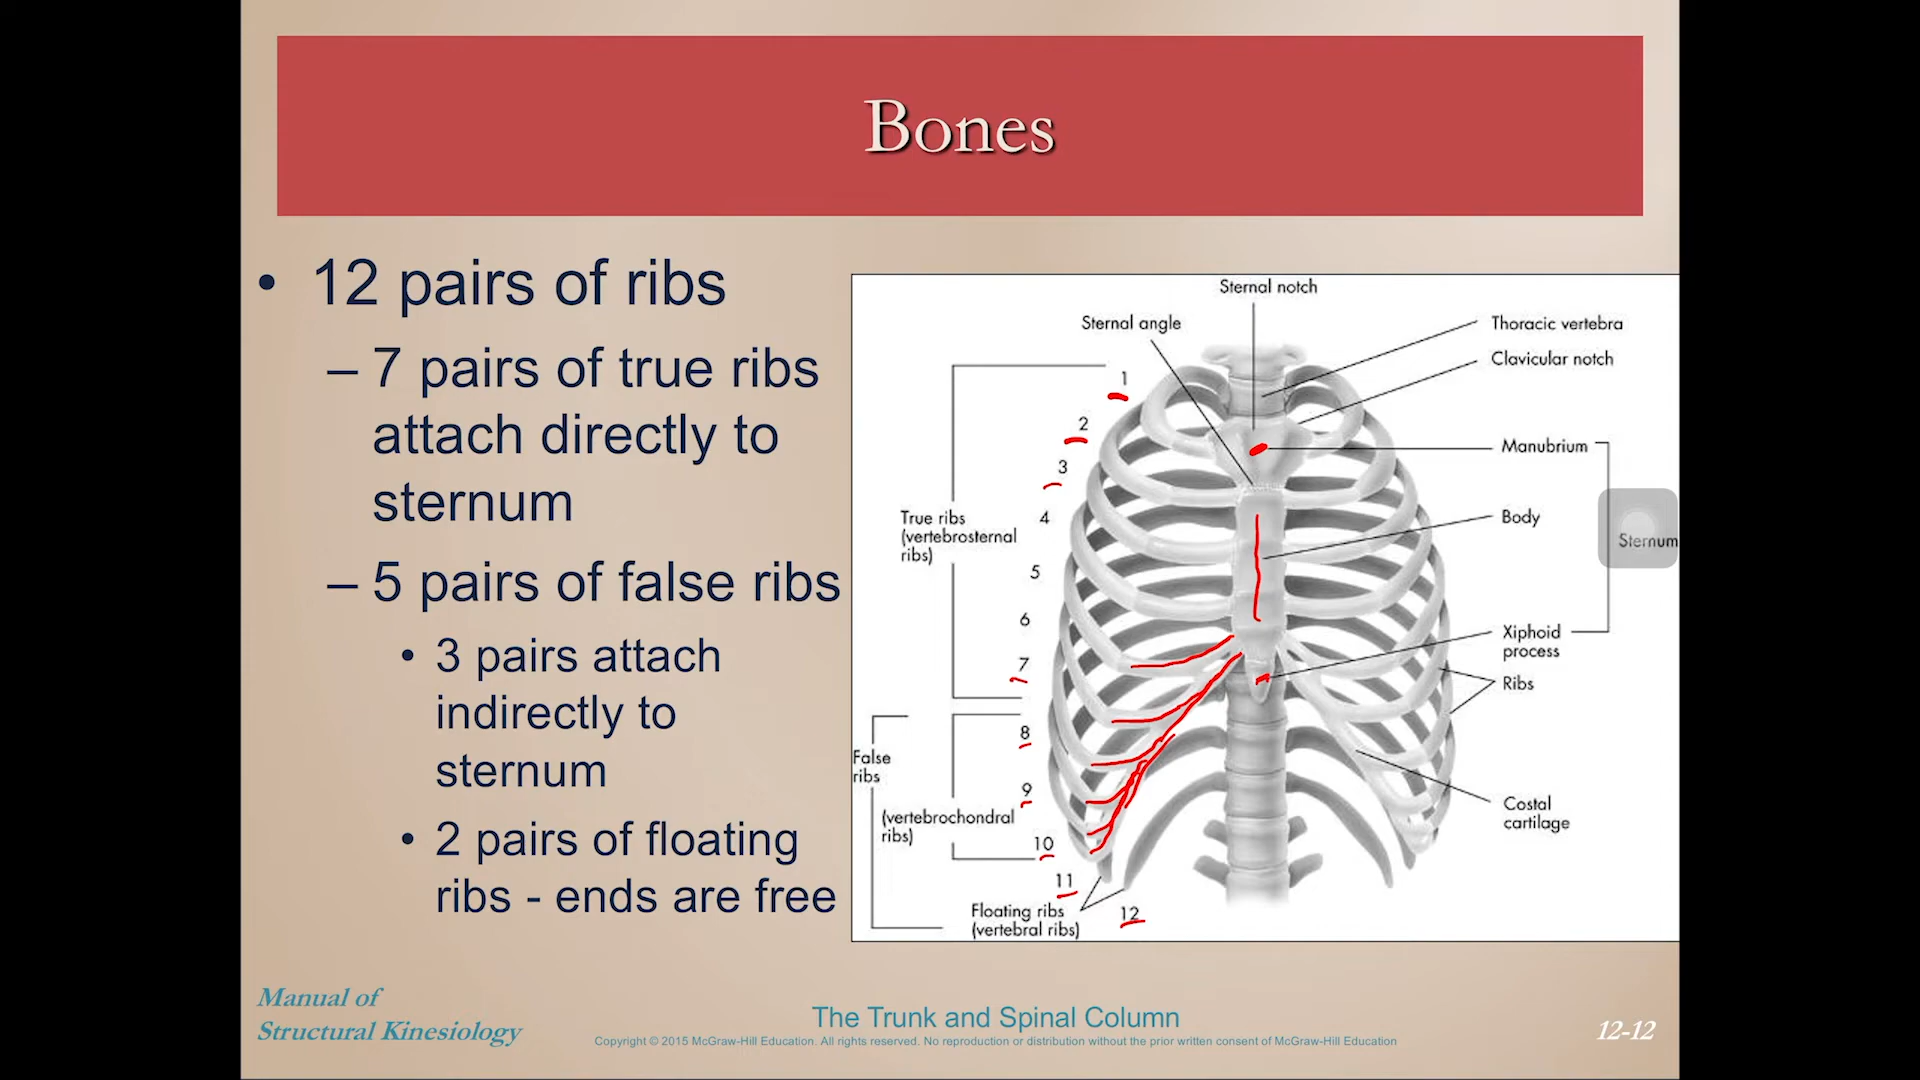 Bones
• 12 pairs of ribs
– 7 pairs of true ribs
attach directly to
sternum
– 5 pairs of false ribs
• 3 pairs attach
indirectly to
sternum
• 2 pairs of floating
ribs - ends are free
Sternal notch
Sternal angle
Thoracic vertebra
Clavicular notch
Manubrium
Body
Sternum
Xiphoid
process
Ribs
Costal
cartilage
1
2
3
4
5
6
7
8
9
10
11
12
True ribs
(vertebrosternal
ribs)
False
ribs
(vertebrochondral
ribs)
Floating ribs
(vertebral ribs)
Manual of
Structural Kinesiology
The Trunk and Spinal Column
Copyright © 2015 McGraw-Hill Education. All rights reserved. No reproduction or distribution without the prior written consent of McGraw-Hill Education
12-12